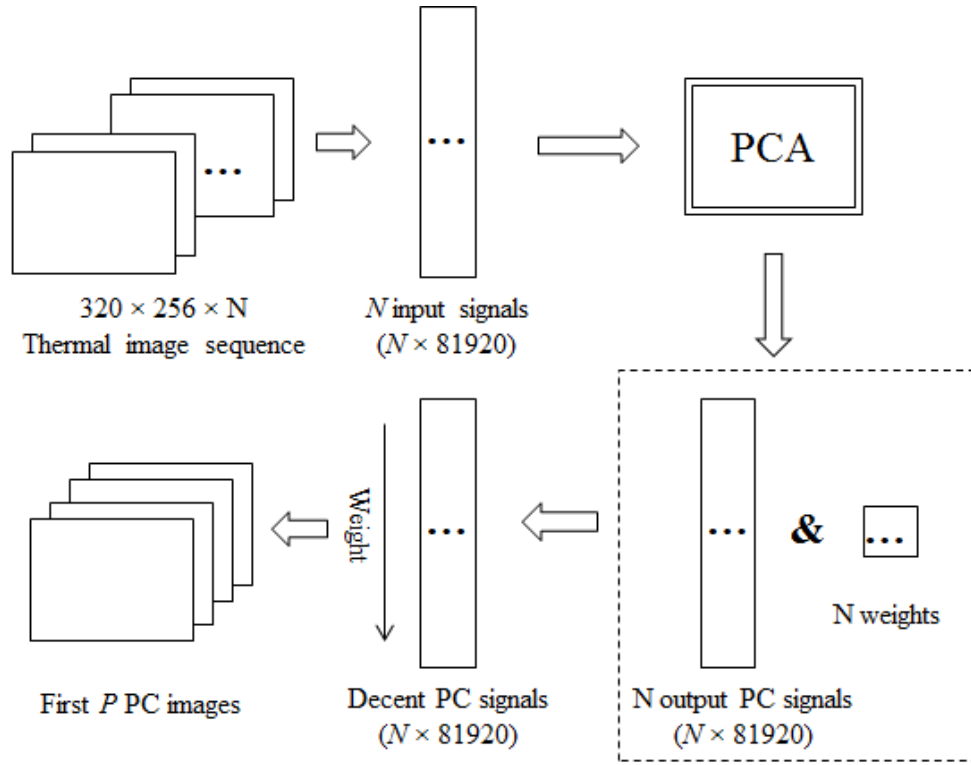 ...
...
PCA
320 × 256 × N
Thermal image sequence
N input signals
(N × 81920)
Weight
...
...
&
...
N weights
First P PC images
Decent PC signals
(N × 81920)
N output PC signals
(N × 81920)